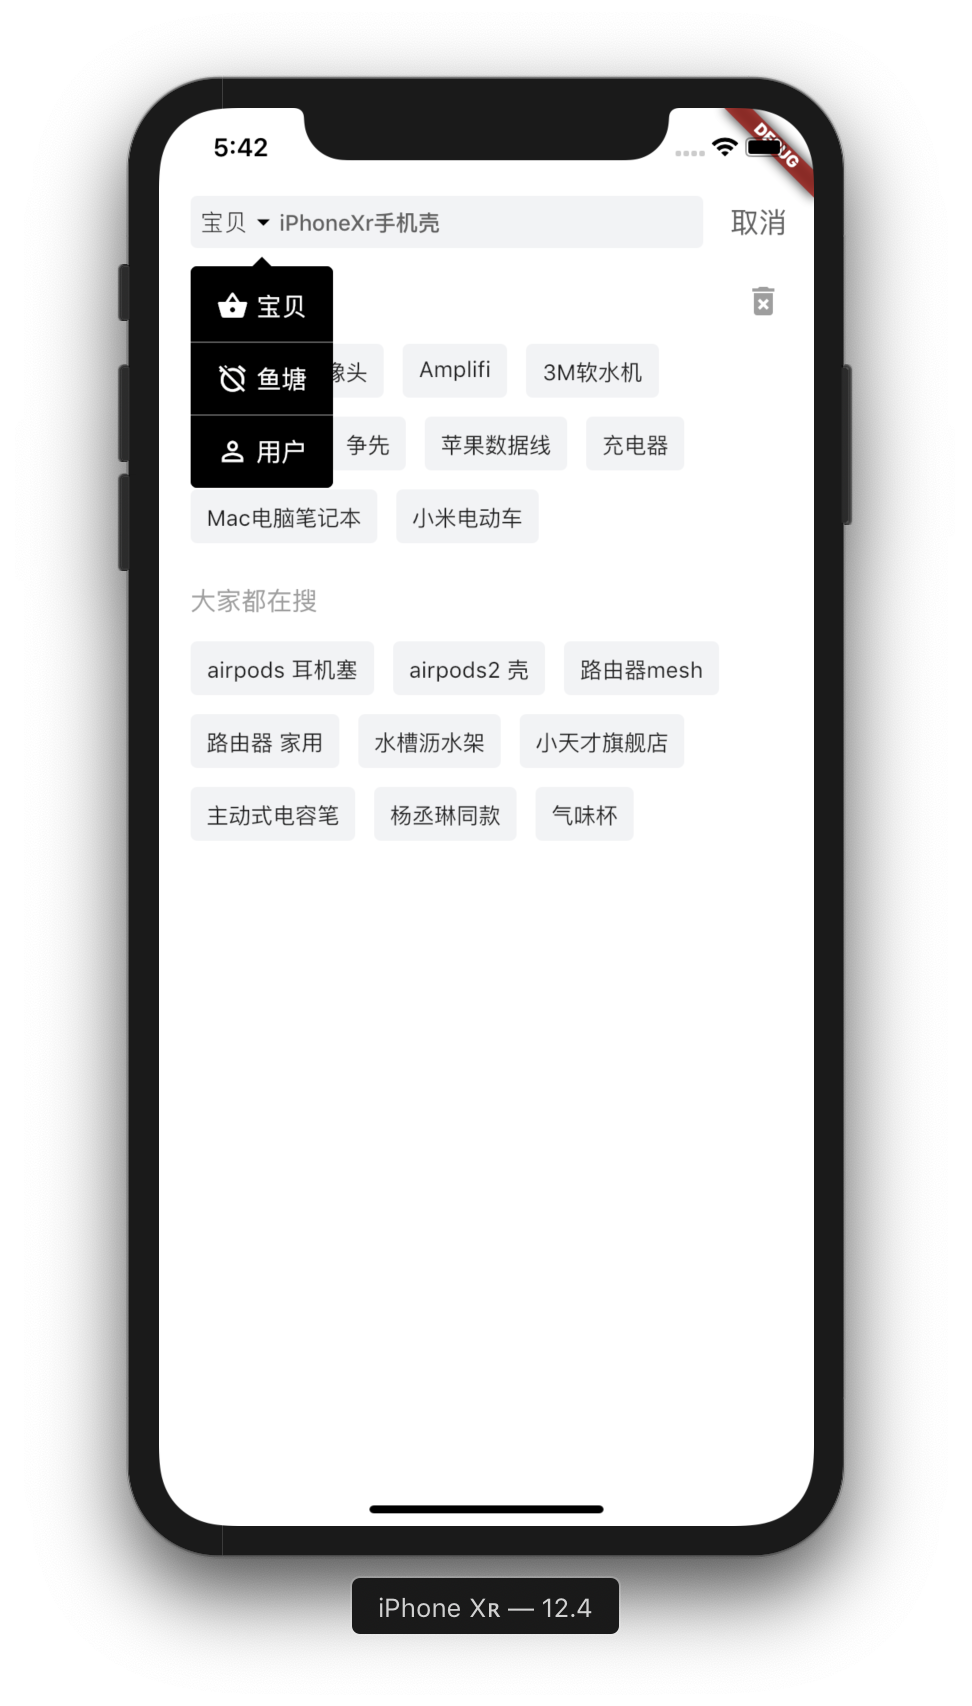 5:42
DEBUG
宝贝 iPhoneXr手机壳 取消
宝贝
鱼塘
用户
像头 Amplifi 3M软水机
争先 苹果数据线 充电器
Mac电脑笔记本 小米电动车
大家都在搜
airpods 耳机塞 airpods2 壳 路由器mesh
路由器 家用 水槽沥水架 小天才旗舰店
主动式电容笔 杨丞琳同款 气味杯
iPhone Xʀ — 12.4